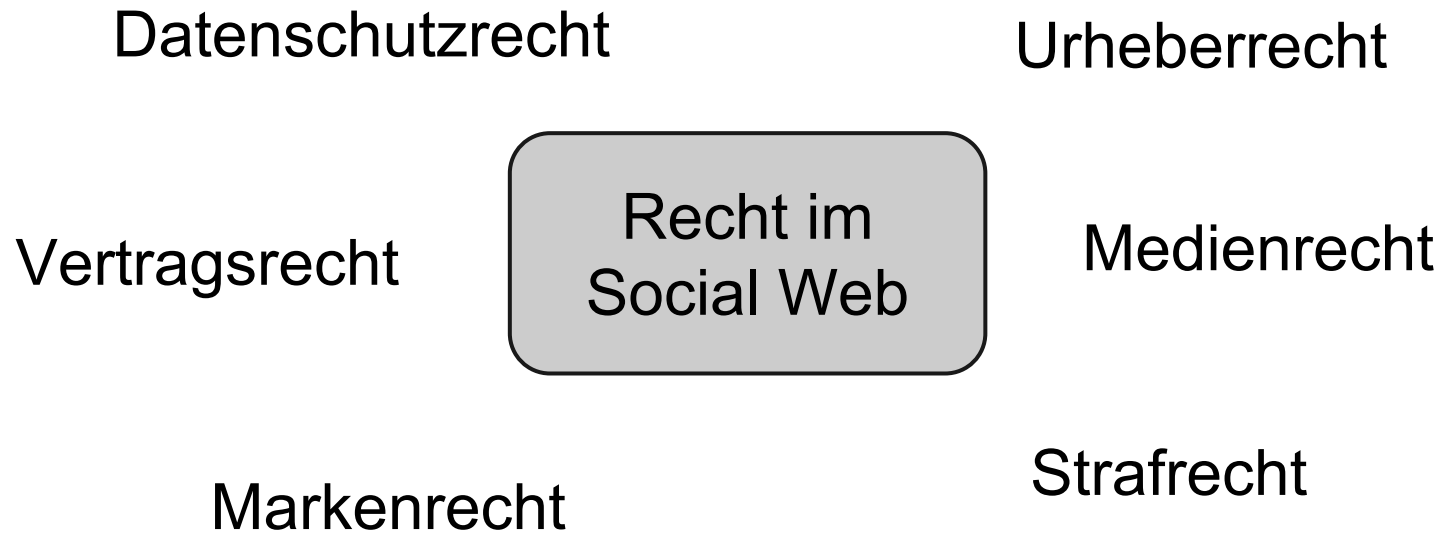 Datenschutzrecht
Urheberrecht
Recht im
Social Web
Vertragsrecht
Medienrecht
Markenrecht
Strafrecht